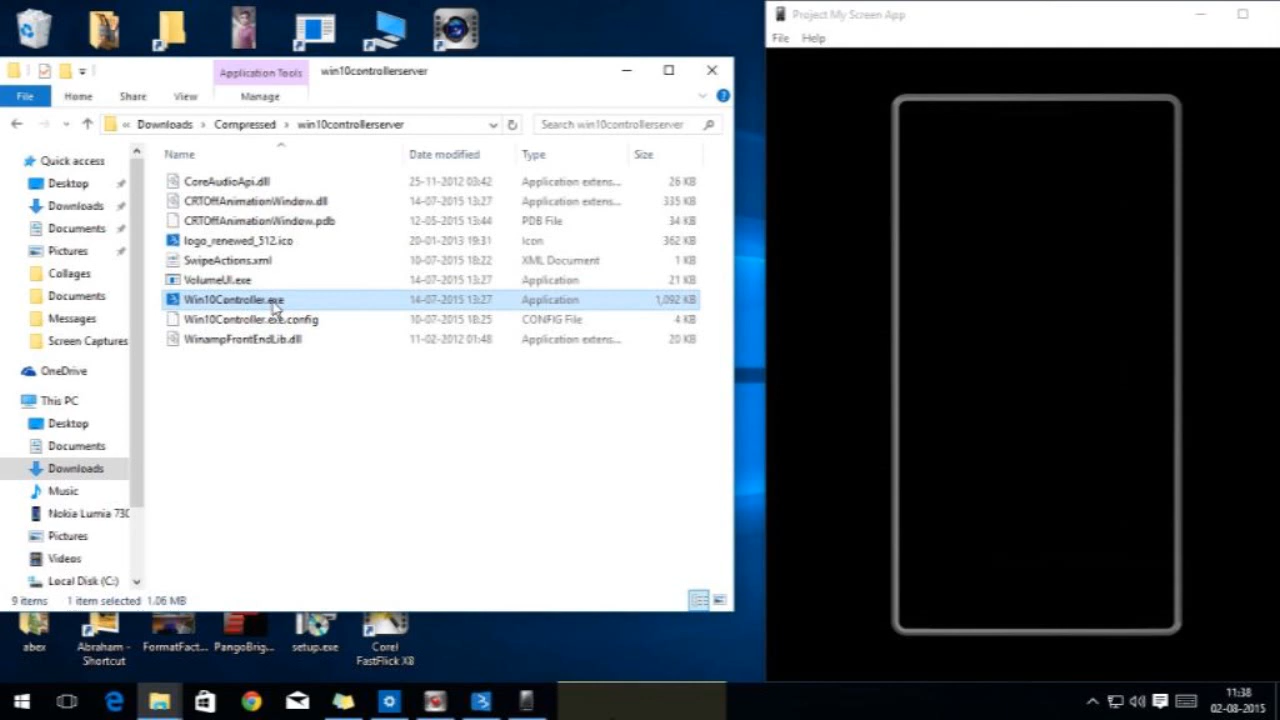 Project My Screen App
File Help
Application Tools
win10controllerserver
File
Home
Share
View
Manage
« Downloads › Compressed › win10controllerserver
Search win10controllerserver
Name
Date modified
Type
Size
CoreAudioApi.dll 25-11-2012 03:42 Application extens... 26 KB
CRTOffAnimationWindow.dll 14-07-2015 13:27 Application extens... 335 KB
CRTOffAnimationWindow.pdb 12-05-2015 13:44 PDB File 34 KB
logo_renewed_512.ico 20-01-2013 19:31 Icon 362 KB
SwipeActions.xml 10-07-2015 18:22 XML Document 1 KB
VolumeUI.exe 14-07-2015 13:27 Application 21 KB
Win10Controller.exe 14-07-2015 13:27 Application 1,092 KB
Win10Controller.exe.config 10-07-2015 18:25 CONFIG File 4 KB
WinampFrontEndLib.dll 11-02-2012 01:48 Application extens... 20 KB
Quick access
Desktop
Downloads
Documents
Pictures
Collages
Documents
Messages
Screen Captures
OneDrive
This PC
Desktop
Documents
Downloads
Music
Nokia Lumia 730
Pictures
Videos
Local Disk (C:)
9 items 1 item selected 1.06 MB
abex
Abraham - Shortcut
FormatFact...
PangoBrig...
setup.exe
Corel FastFlick X8
11:38
02-08-2015